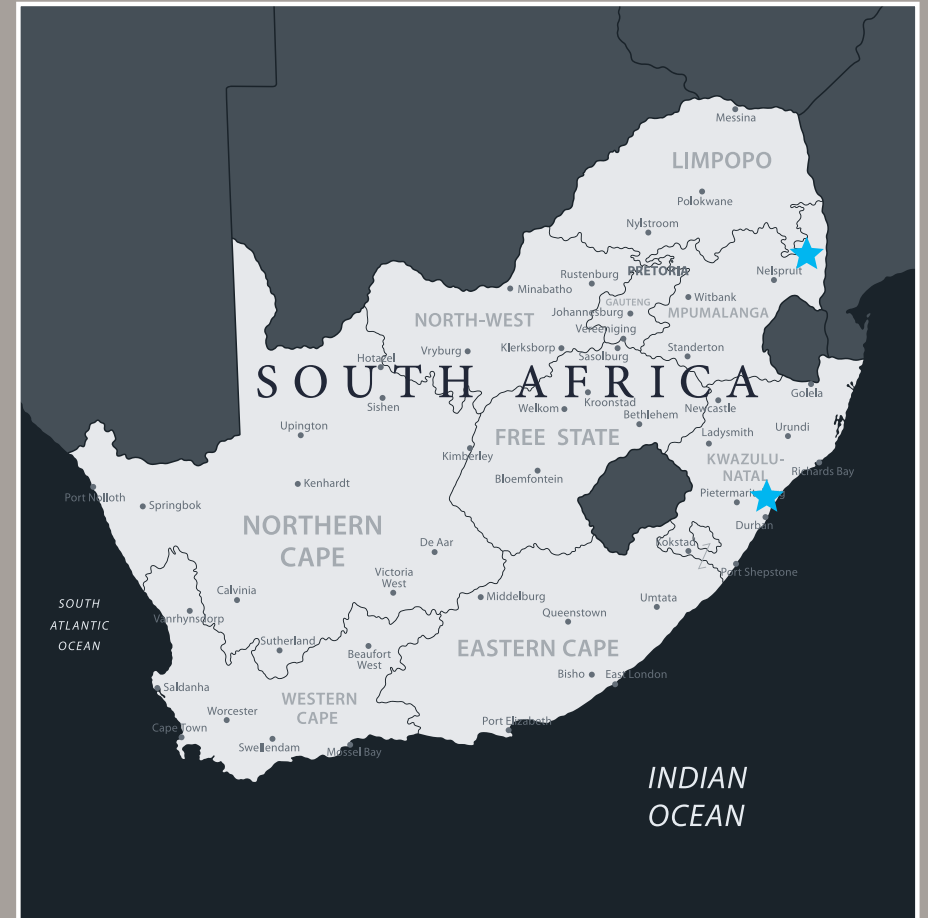 Messina
LIMPOPO
Polokwane
Nylstroom
PRETORIA
Nelspruit
Rustenburg
Minabatho
Witbank
GAUTENG
Johannesburg
MPUMALANGA
NORTH-WEST
Vereeniging
Vryburg
Klerksborp
Sasolburg
Standerton
Hotazel
SOUTH AFRICA
Golela
Sishen
Welkom
Kroonstad
Newcastle
Bethlehem
Upington
FREE STATE
Ladysmith
Urundi
Kimberley
KWAZULU-
NATAL
Richards Bay
Bloemfontein
Kenhardt
Port Nolloth
Springbok
Durban
NORTHERN
CAPE
De Aar
Kokstad
Victoria
West
Port Shepstone
Calvinia
Middelburg
Umtata
SOUTH
ATLANTIC
OCEAN
Vanrhynsdorp
Queenstown
Sutherland
EASTERN CAPE
Beaufort
West
Bisho
East London
Saldanha
WESTERN
CAPE
Worcester
Cape Town
Port Elizabeth
Swellendam
Mossel Bay
INDIAN
OCEAN